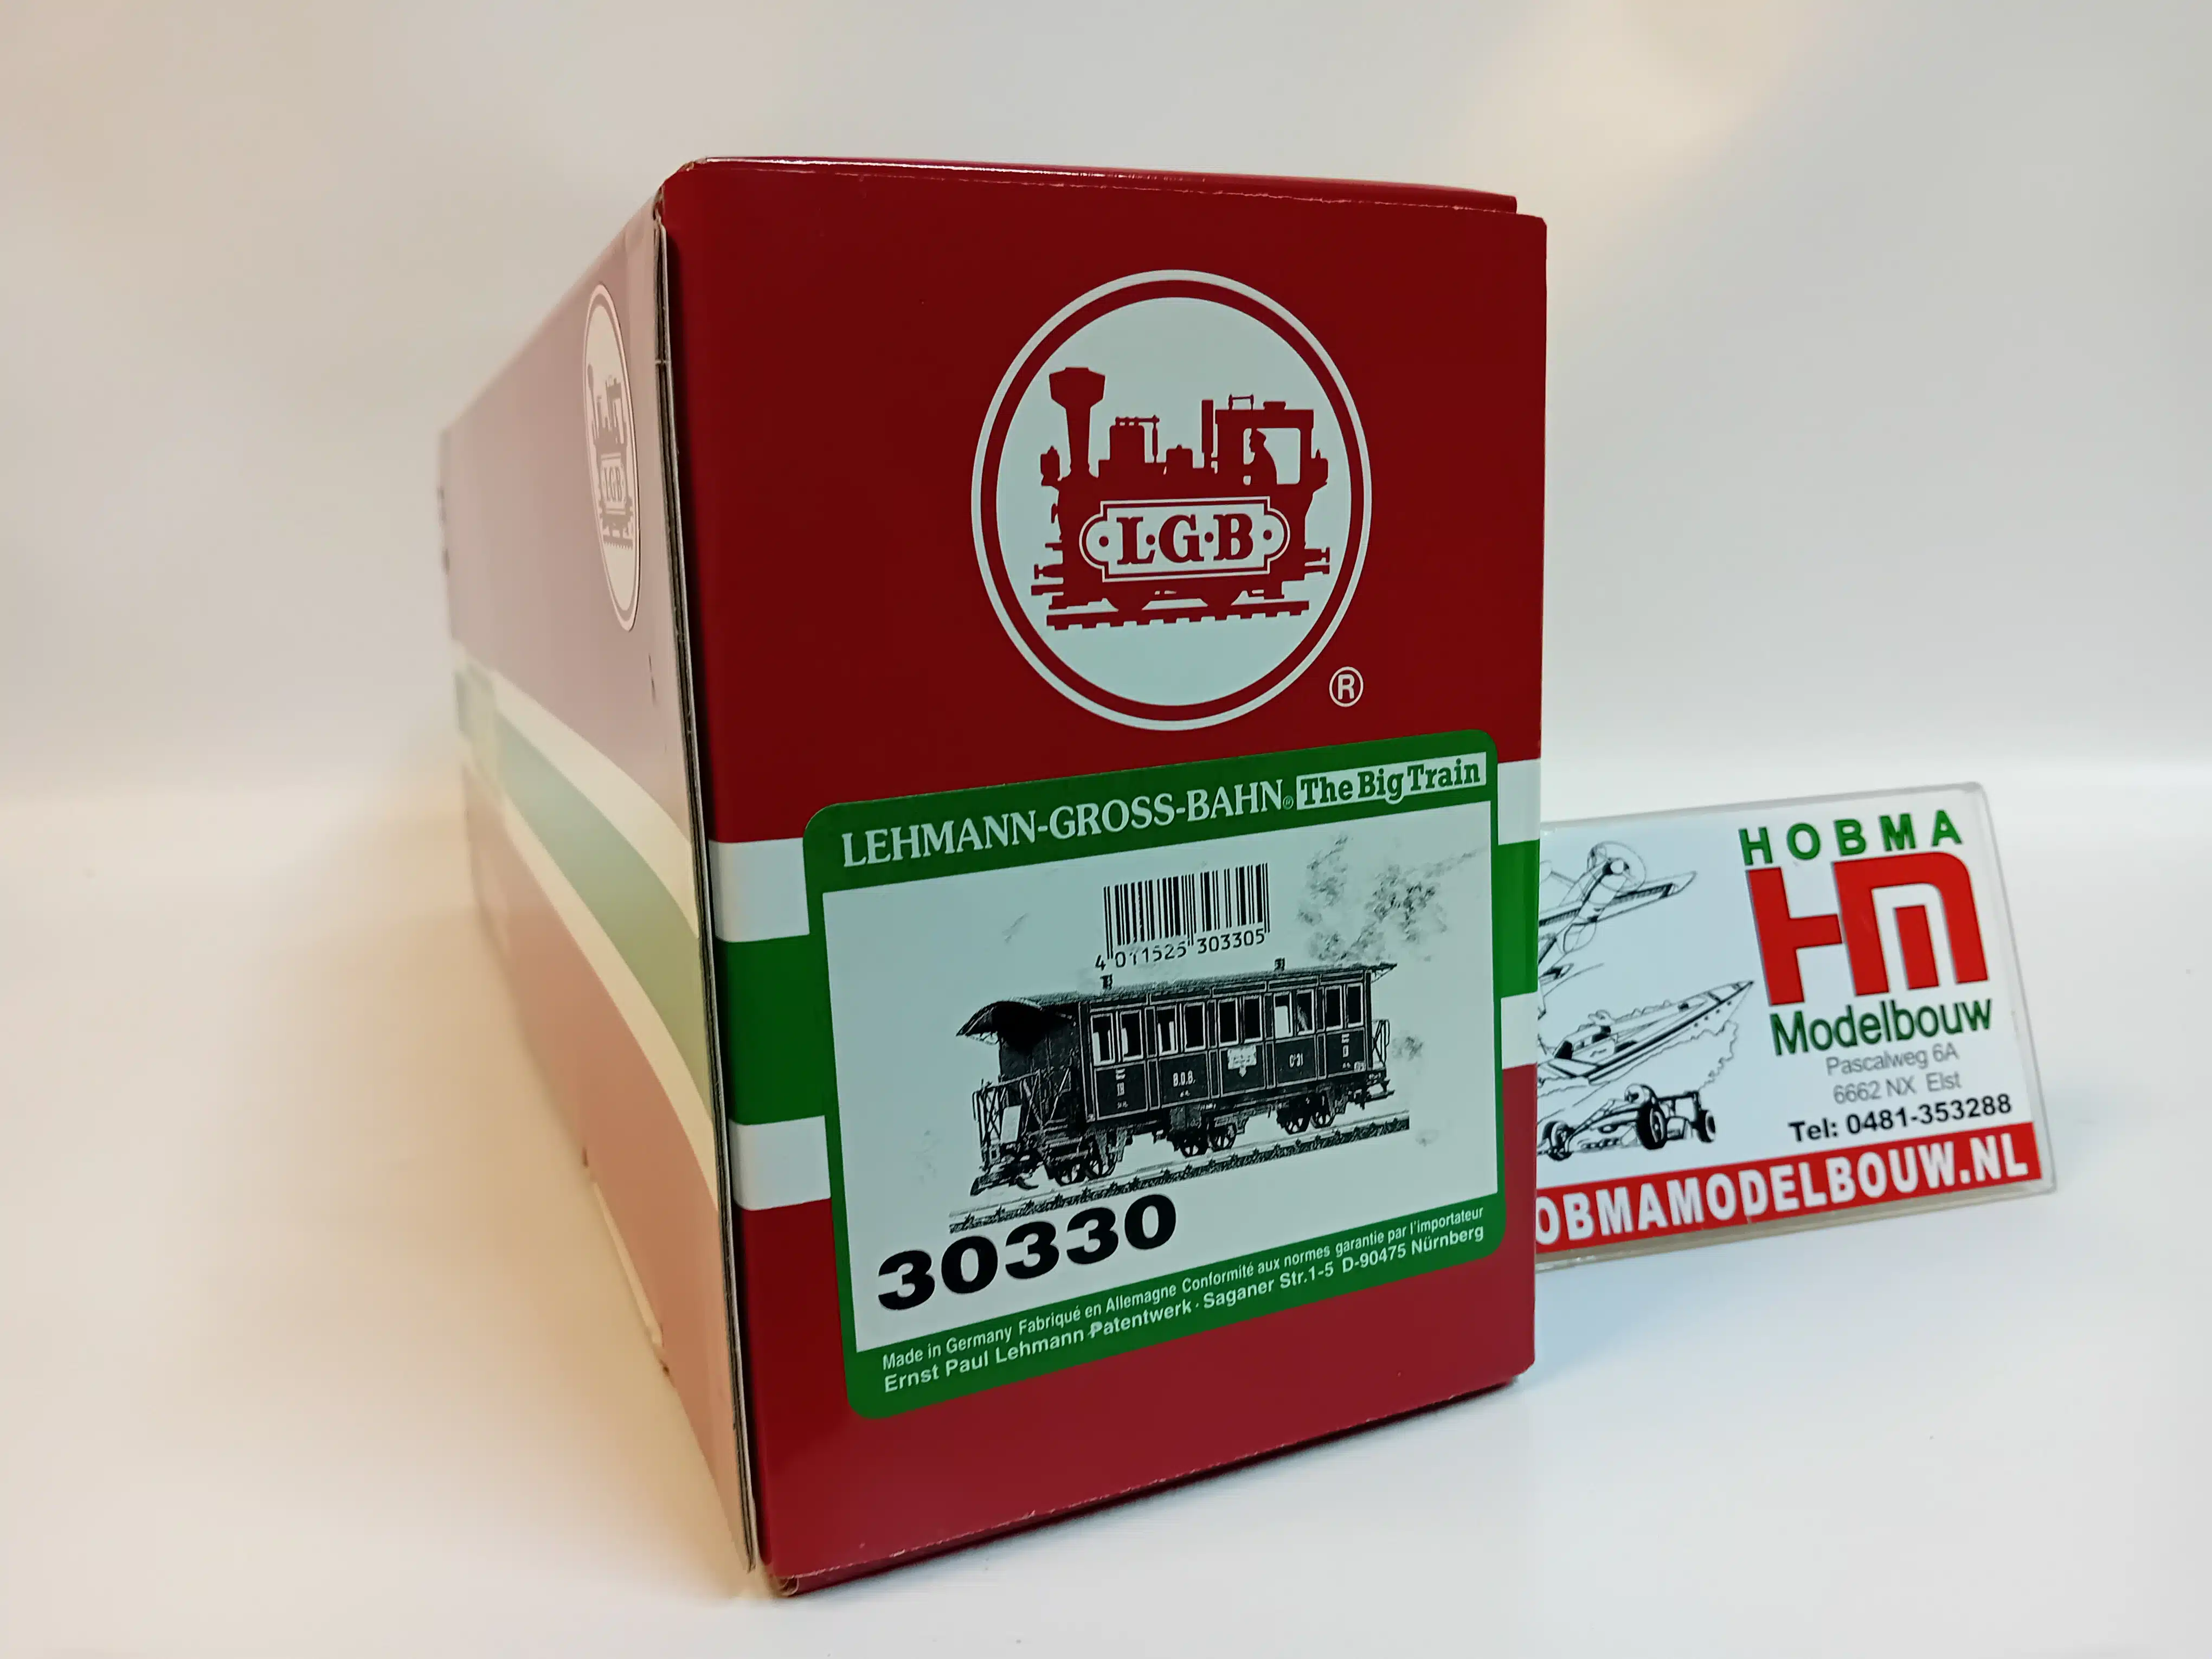 L·G·B
®
LEHMANN-GROSS-BAHN® The Big Train
4 011525 303305
B.O.B.
C 31
30330
Made in Germany Fabriqué en Allemagne Conformité aux normes garantie par l'importateur
Ernst Paul Lehmann Patentwerk · Saganer Str.1-5 D-90475 Nürnberg
LGB
HOBMA
HM
Modelbouw
Pascalweg 6A
6662 NX Elst
Tel: 0481-353288
OBMAMODELBOUW.NL